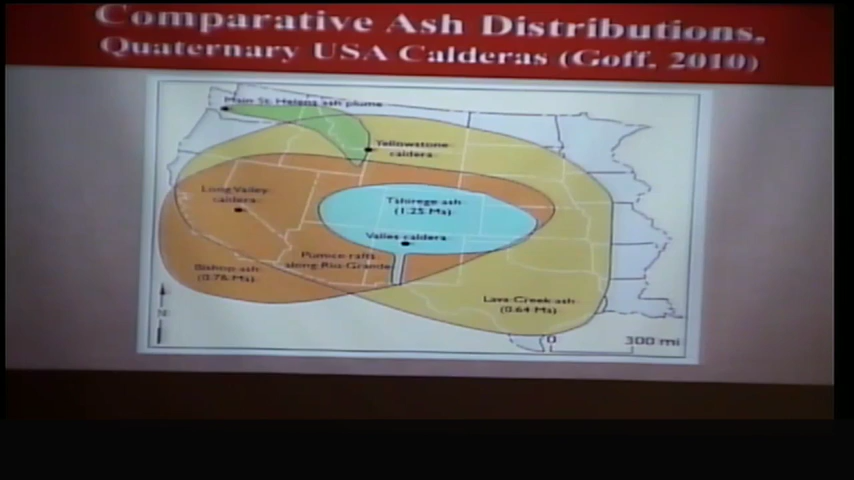 Comparative Ash Distributions,
Quaternary USA Calderas (Goff, 2010)
Main St. Helens ash plume
Yellowstone
caldera
Long Valley
caldera
Tshirege ash
(1.25 Ma)
Valles caldera
Pumice rafts
along Rio Grande
Bishop ash
(0.76 Ma)
Lava Creek ash
(0.64 Ma)
N
0
300 mi